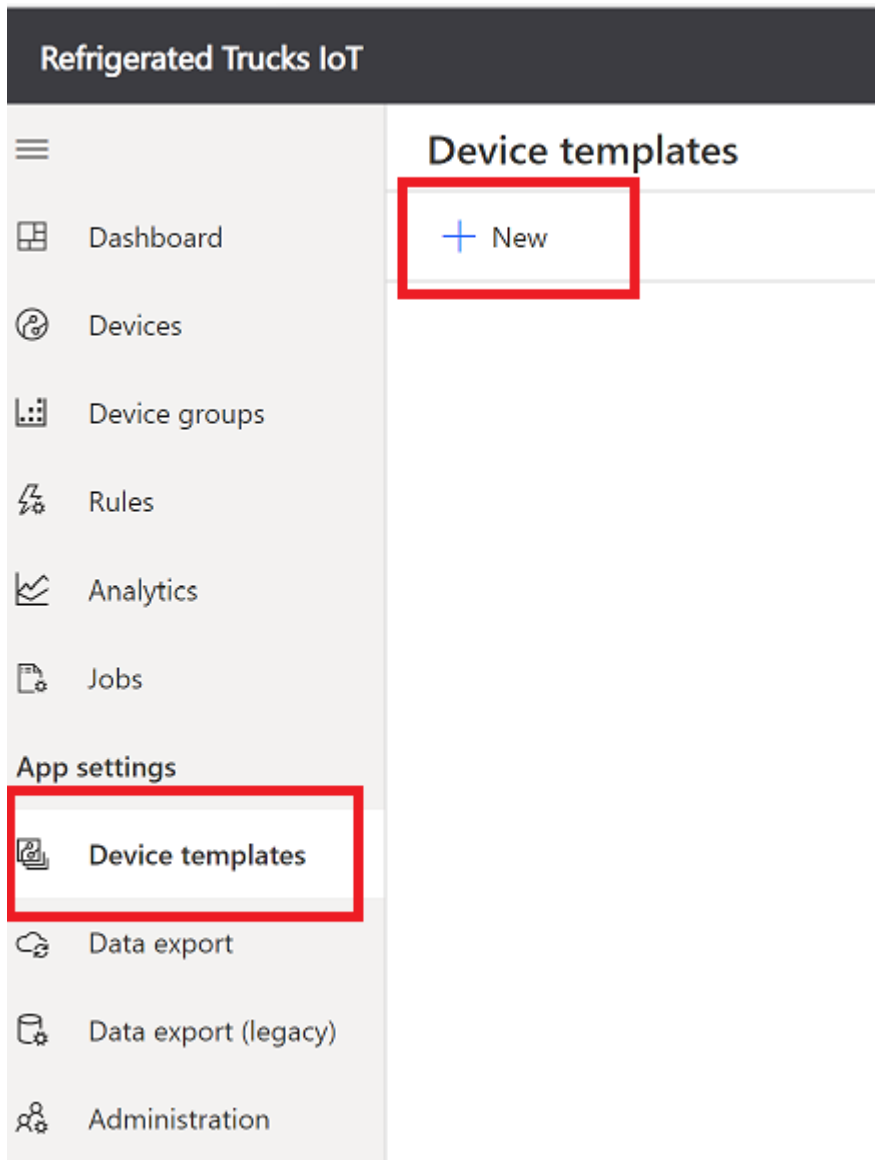 Refrigerated Trucks IoT
Device templates
New
Dashboard
Devices
Device groups
Rules
Analytics
Jobs
App settings
Device templates
Data export
Data export (legacy)
Administration